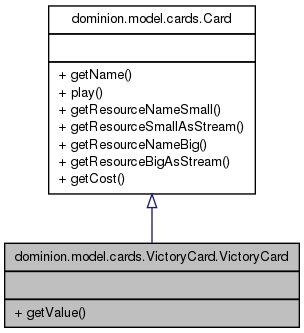 dominion.model.cards.Card
+ getName()
+ play()
+ getResourceNameSmall()
+ getResourceSmallAsStream()
+ getResourceNameBig()
+ getResourceBigAsStream()
+ getCost()
dominion.model.cards.VictoryCard.VictoryCard
+ getValue()